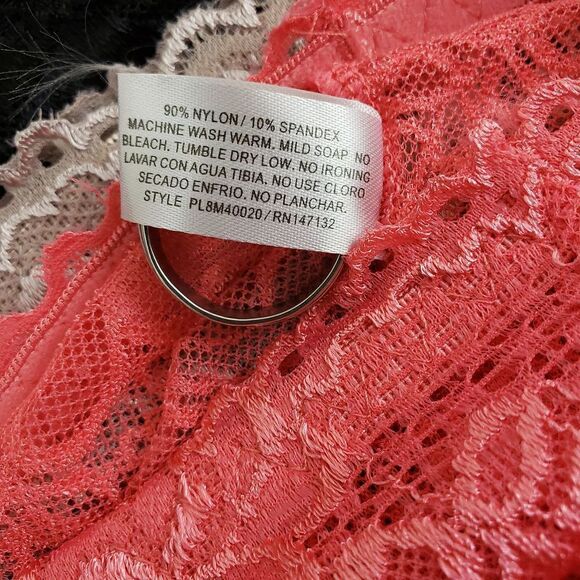 90% NYLON / 10% SPANDEX
MACHINE WASH WARM. MILD SOAP NO
BLEACH. TUMBLE DRY LOW. NO IRONING
LAVAR CON AGUA TIBIA. NO USE CLORO
SECADO ENFRIO. NO PLANCHAR.
STYLE PL8M40020 / RN147132